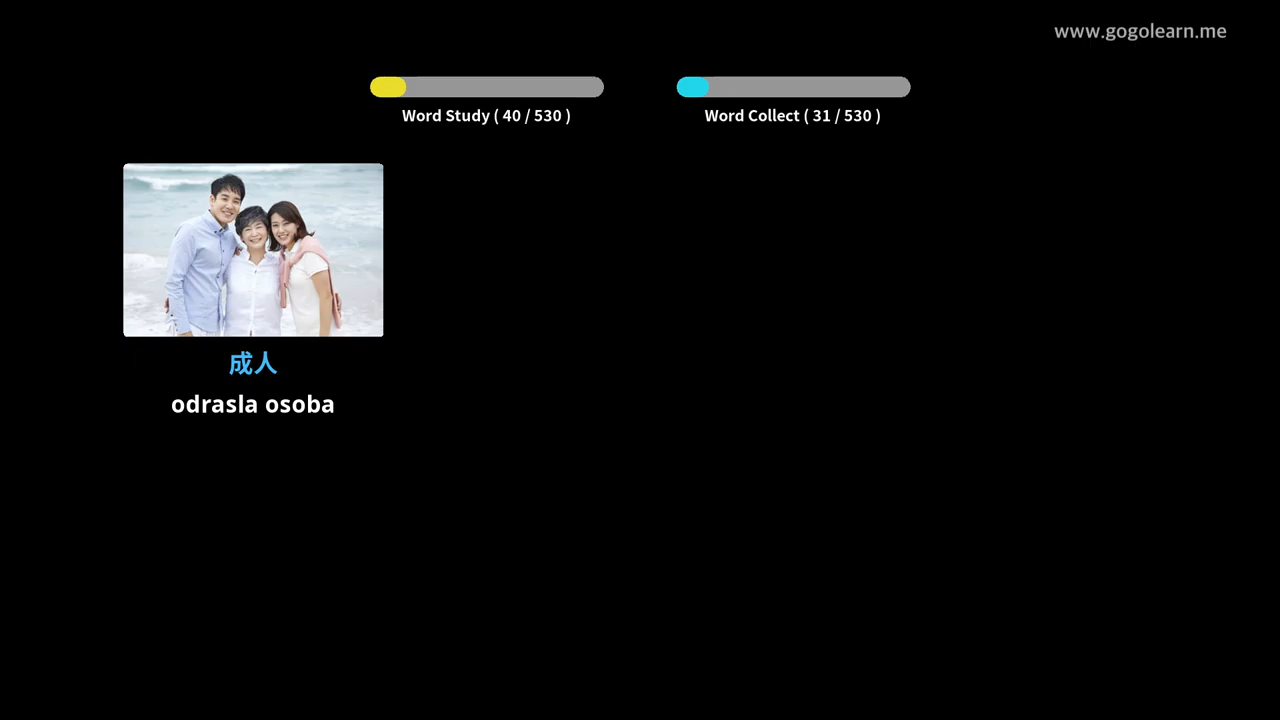 www.gogolearn.me
Word Study ( 40 / 530 )
Word Collect ( 31 / 530 )
成人
odrasla osoba